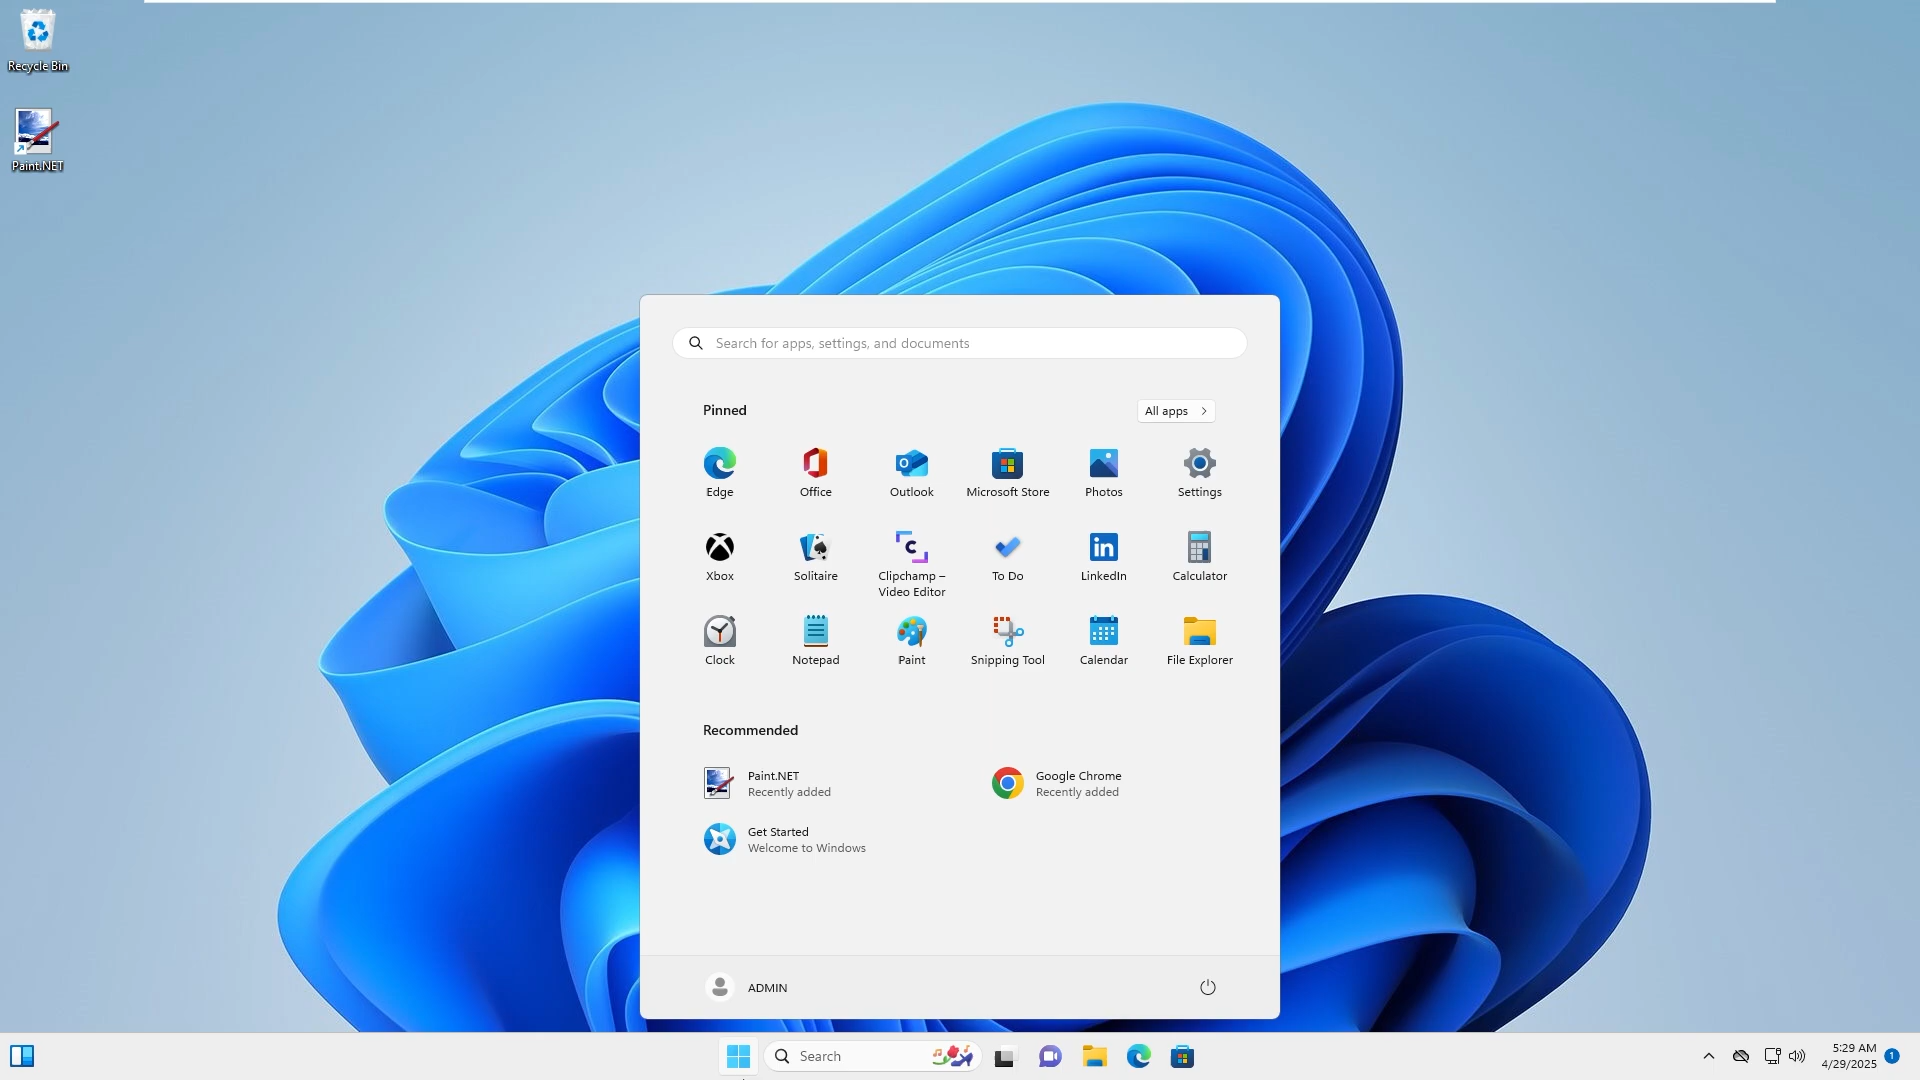 Recycle Bin
Paint.NET
Search for apps, settings, and documents
Pinned
All apps
Edge
Office
Outlook
Microsoft Store
Photos
Settings
Xbox
Solitaire
Clipchamp –
Video Editor
To Do
LinkedIn
Calculator
Clock
Notepad
Paint
Snipping Tool
Calendar
File Explorer
Recommended
Paint.NET
Recently added
Google Chrome
Recently added
Get Started
Welcome to Windows
ADMIN
Search
5:29 AM
4/29/2025
1